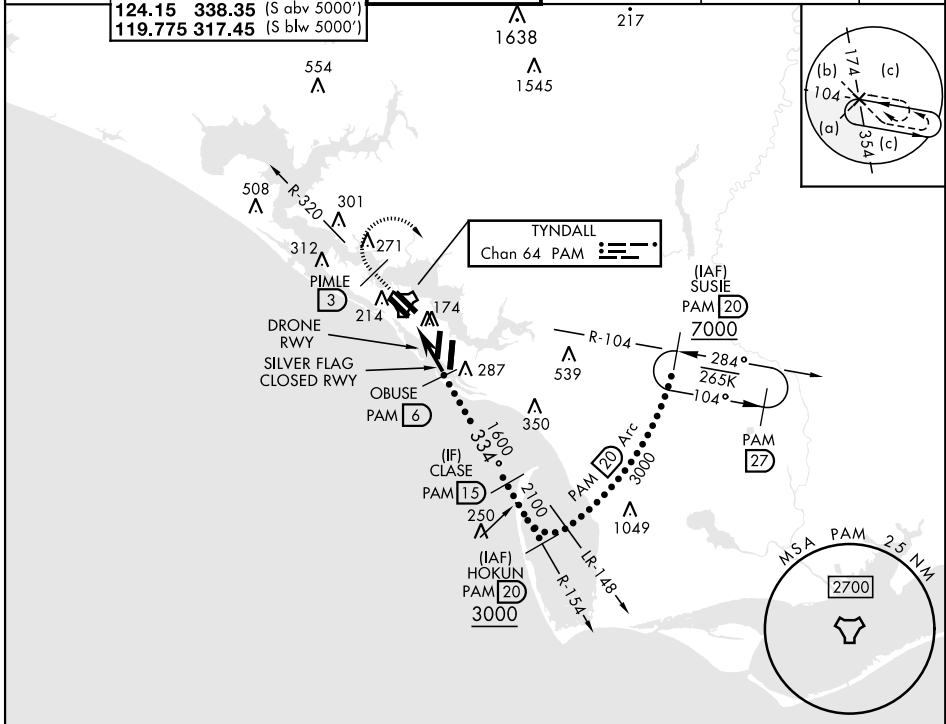 124.15 338.35 (S abv 5000')
119.775 317.45 (S blw 5000')
1638
217
554
1545
174
(b)
(c)
104
(a)
(c)
354
508
R-320
301
271
312
TYNDALL
Chan 64 PAM
PIMLE
3
214
174
(IAF)
SUSIE
PAM 20
7000
DRONE
RWY
R-104
SILVER FLAG
CLOSED RWY
287
539
284°
265K
104°
OBUSE
PAM 6
350
PAM
27
1600
334°
PAM 20 Arc
3000
(IF)
CLASE
PAM 15
2100
250
1049
(IAF)
HOKUN
PAM 20
3000
R-154
LR-148
MSA PAM 25 NM
2700